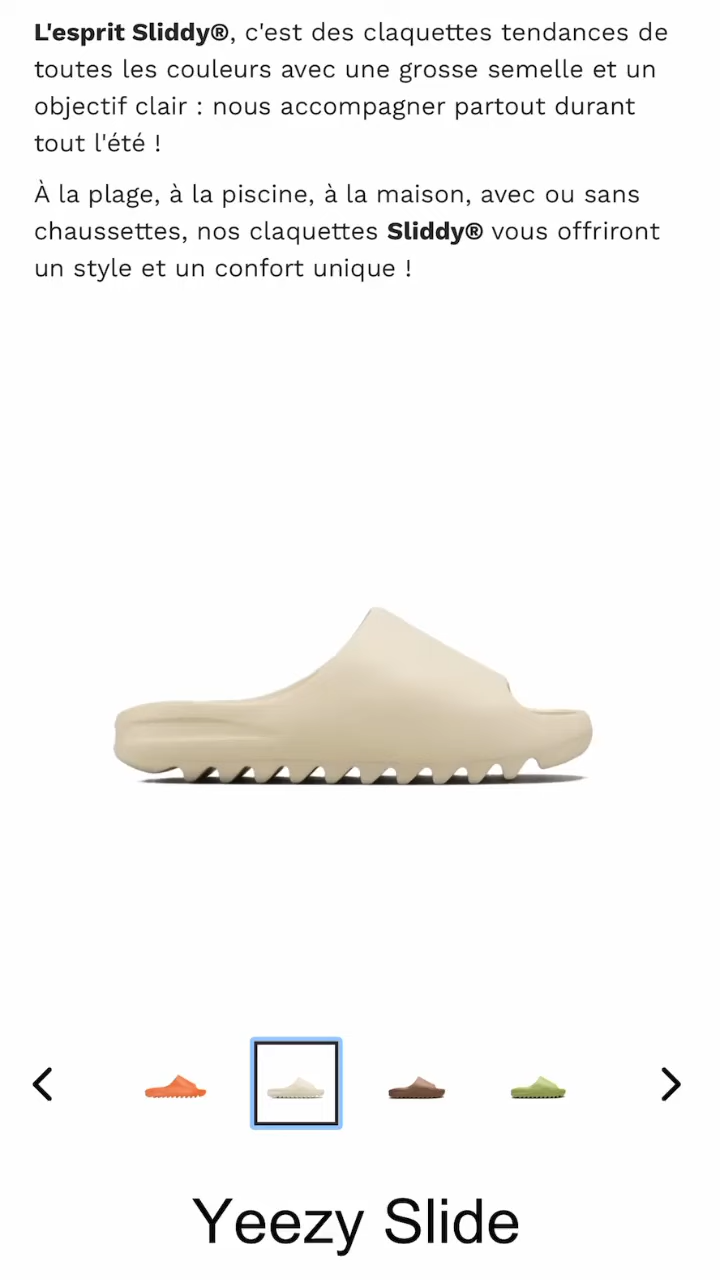 L'esprit Sliddy®, c'est des claquettes tendances de
toutes les couleurs avec une grosse semelle et un
objectif clair : nous accompagner partout durant
tout l'été !
À la plage, à la piscine, à la maison, avec ou sans
chaussettes, nos claquettes Sliddy® vous offriront
un style et un confort unique !
Yeezy Slide